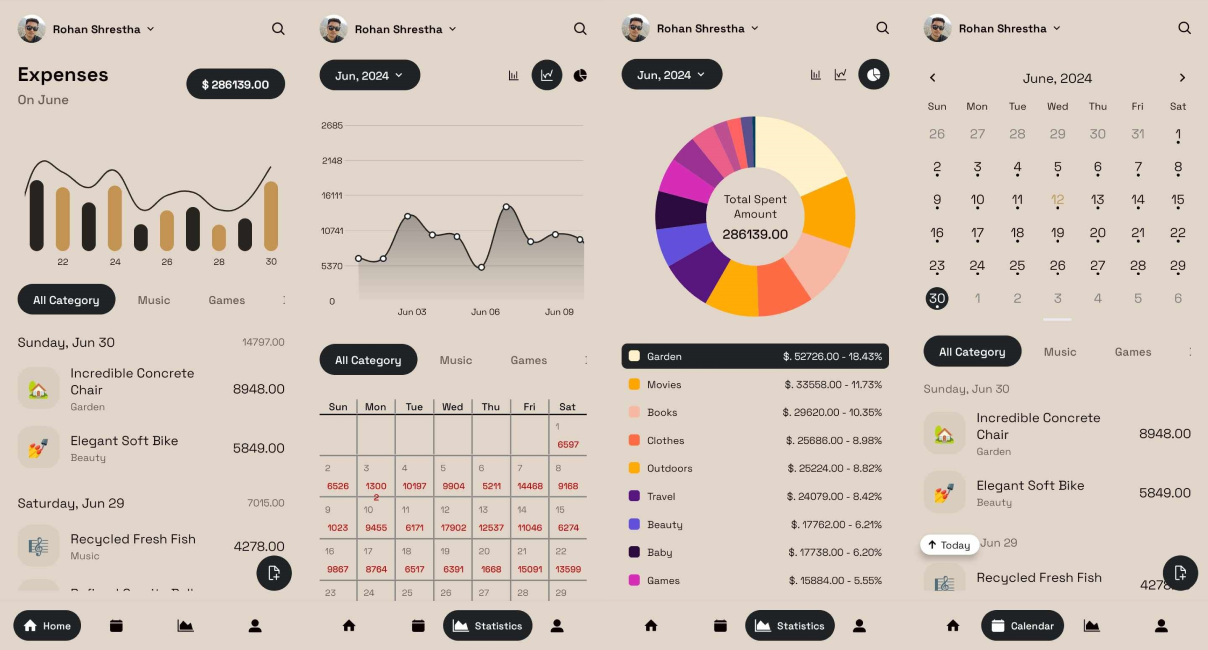 Rohan Shrestha
Expenses
$ 286139.00
On June
22 24 26 28 30
All Category Music Games
Sunday, Jun 30 14797.00
Incredible Concrete
Chair
Garden
8948.00
Elegant Soft Bike
Beauty
5849.00
Saturday, Jun 29 7015.00
Recycled Fresh Fish
Music
4278.00
Home
Rohan Shrestha
Jun, 2024
2685
2148
16111
10741
5370
0
Jun 03 Jun 06 Jun 09
All Category Music Games
Sun Mon Tue Wed Thu Fri Sat
1
6597
2 3 4 5 6 7 8
6526 1300 10197 9904 5211 14468 9168
2
9 10 11 12 13 14 15
1023 9455 6171 17902 12537 11046 6274
16 17 18 19 20 21 22
9867 8764 6517 6391 1668 15091 13599
23 24 25 26 27 28 29
Statistics
Rohan Shrestha
Jun, 2024
Total Spent
Amount
286139.00
Garden $. 52726.00 - 18.43%
Movies $. 33558.00 - 11.73%
Books $. 29620.00 - 10.35%
Clothes $. 25686.00 - 8.98%
Outdoors $. 25224.00 - 8.82%
Travel $. 24079.00 - 8.42%
Beauty $. 17762.00 - 6.21%
Baby $. 17738.00 - 6.20%
Games $. 15884.00 - 5.55%
Statistics
Rohan Shrestha
June, 2024
Sun Mon Tue Wed Thu Fri Sat
26 27 28 29 30 31 1
2 3 4 5 6 7 8
9 10 11 12 13 14 15
16 17 18 19 20 21 22
23 24 25 26 27 28 29
30 1 2 3 4 5 6
All Category Music Games
Sunday, Jun 30
Incredible Concrete
Chair
Garden
8948.00
Elegant Soft Bike
Beauty
5849.00
Today
Jun 29
Recycled Fresh Fish
Calendar